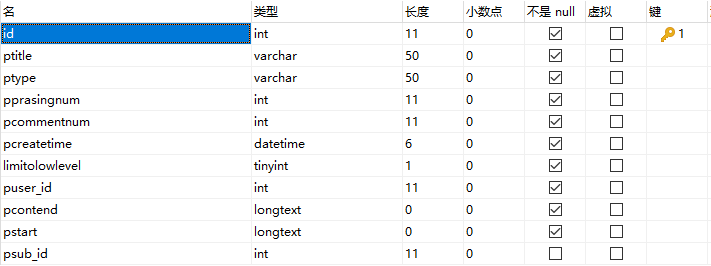 名 类型 长度 小数点 不是 null 虚拟 键
id int 11 0 1
ptitle varchar 50 0
ptype varchar 50 0
pprasingnum int 11 0
pcommentnum int 11 0
pcreatetime datetime 6 0
limitolowlevel tinyint 1 0
puser_id int 11 0
pcontend longtext 0 0
pstart longtext 0 0
psub_id int 11 0